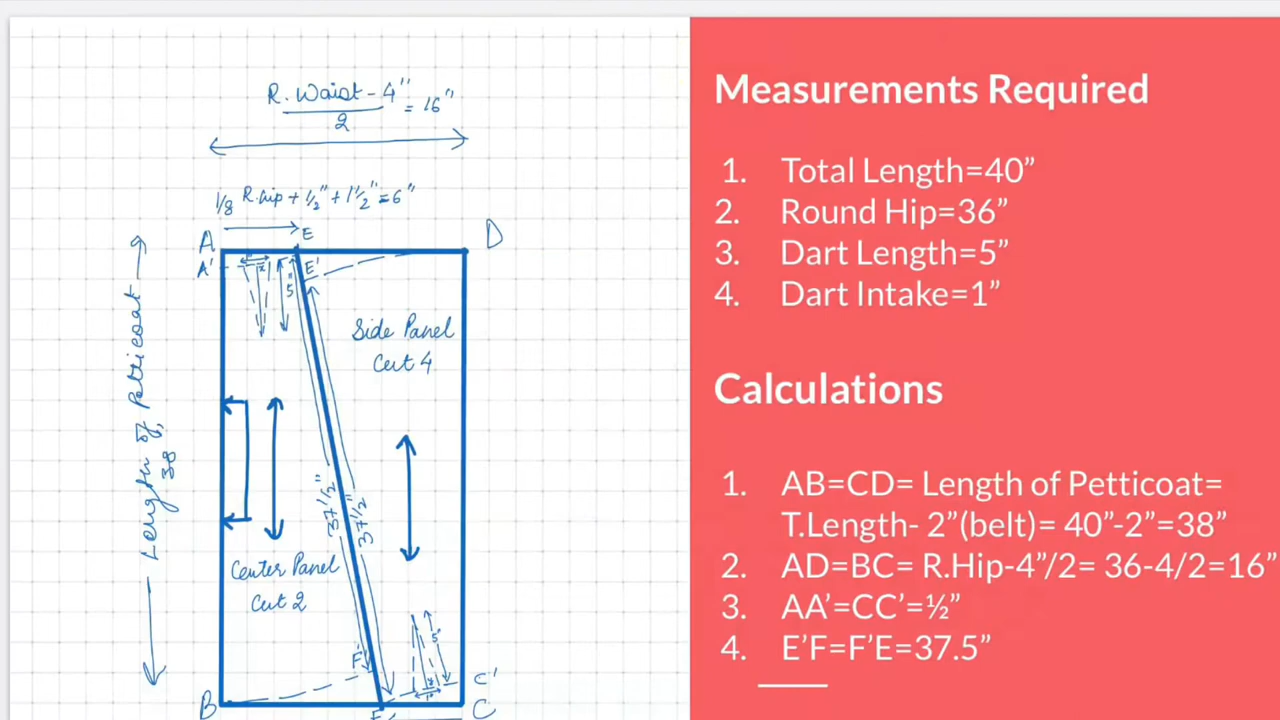 R. Waist - 4"
2
= 16"
1/8 R.hip + 1/2" + 1 1/2" = 6"
A
E
D
A'
E'
5"
Side Panel
Cut 4
Length of Petticoat
38
37 1/2"
37 1/2"
Center Panel
Cut 2
F'
5"
C'
B
F
C
Measurements Required
1. Total Length=40”
2. Round Hip=36”
3. Dart Length=5”
4. Dart Intake=1”
Calculations
1. AB=CD= Length of Petticoat=
T.Length- 2”(belt)= 40”-2”=38”
2. AD=BC= R.Hip-4”/2= 36-4/2=16”
3. AA’=CC’=½”
4. E’F=F’E=37.5”